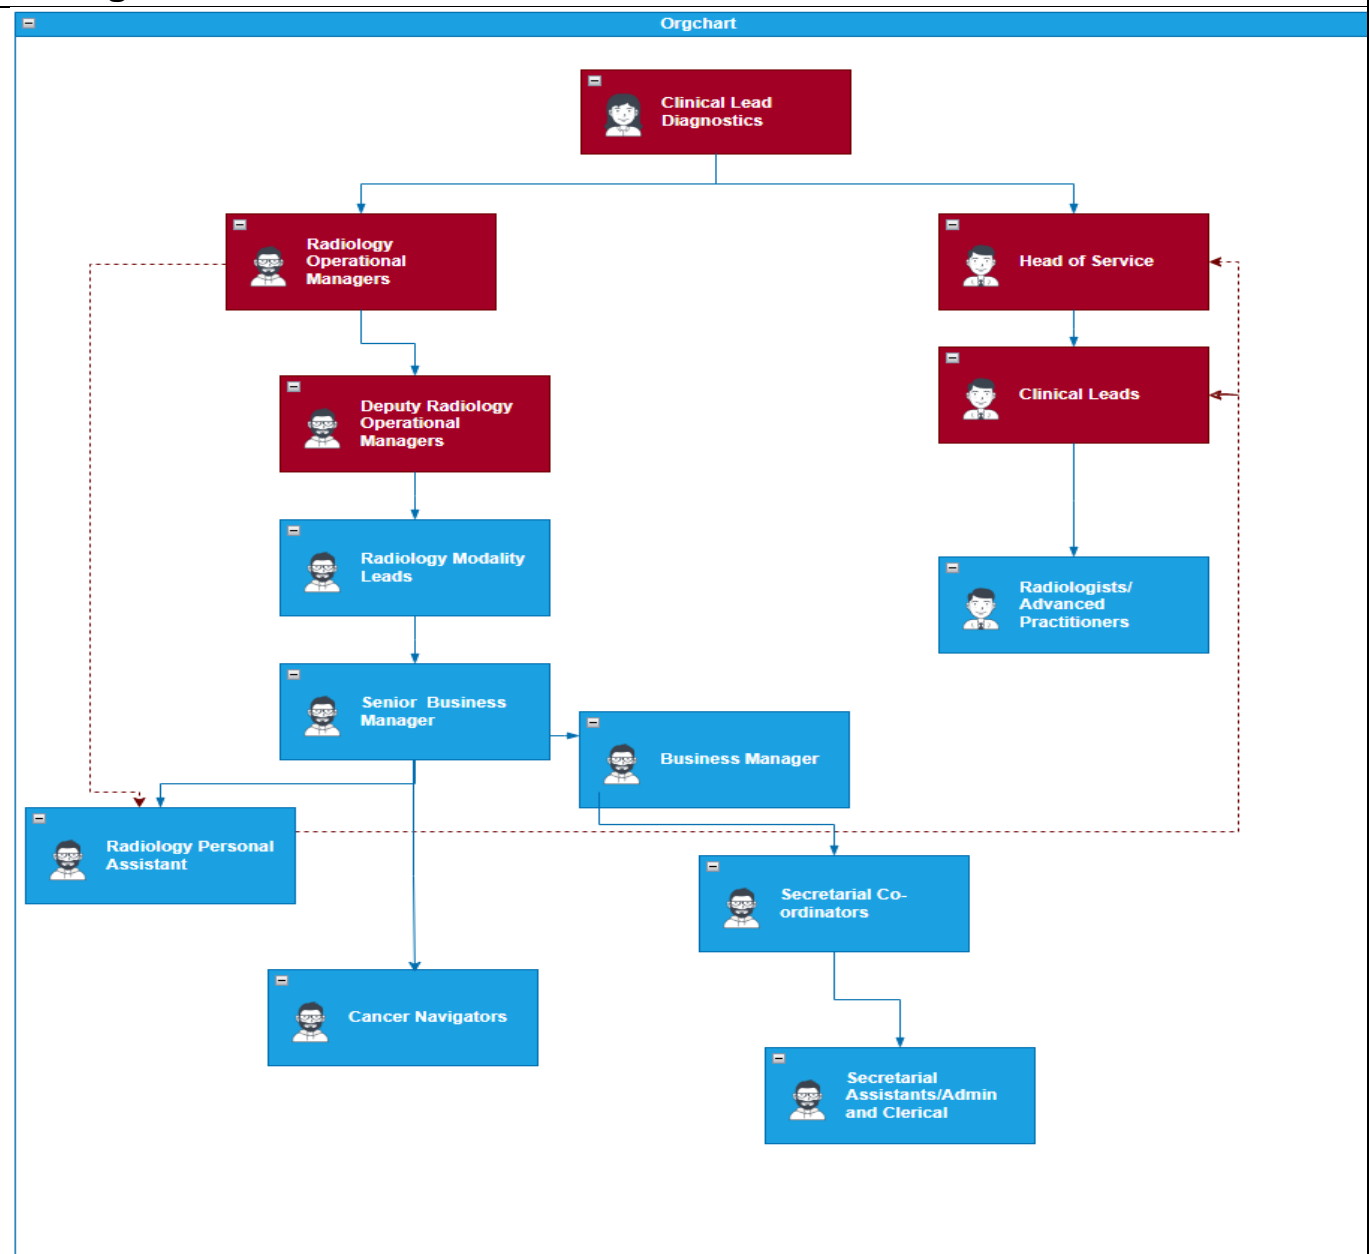 Orgchart
Clinical Lead
Diagnostics
Radiology
Operational
Managers
Head of Service
Deputy Radiology
Operational
Managers
Clinical Leads
Radiology Modality
Leads
Radiologists/
Advanced
Practitioners
Senior  Business
Manager
Business Manager
Radiology Personal
Assistant
Secretarial Co-
ordinators
Cancer Navigators
Secretarial
Assistants/Admin
and Clerical